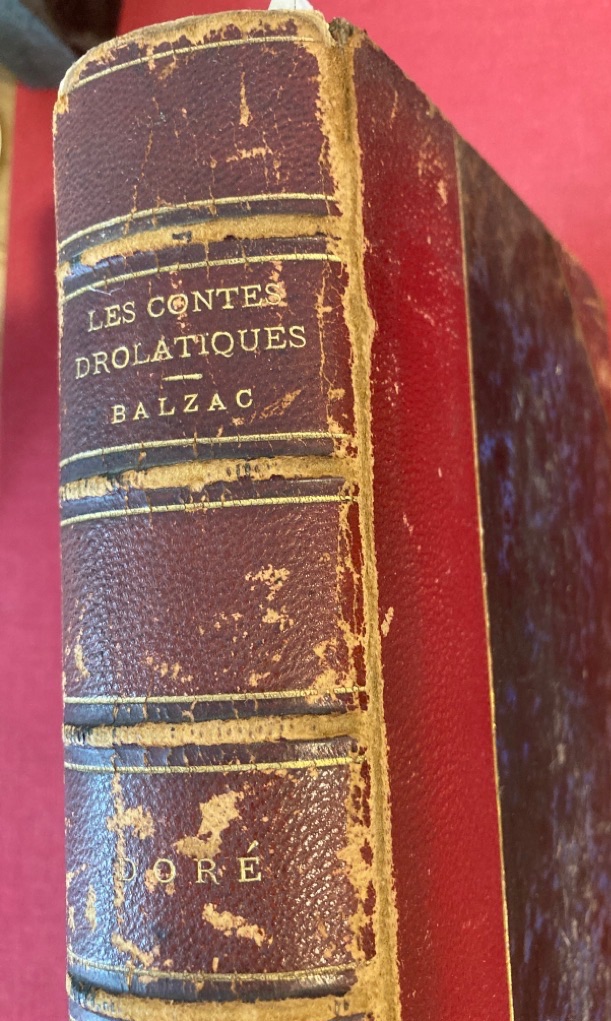 LES CONTES
DROLATIQUES
BALZAC
DORÉ